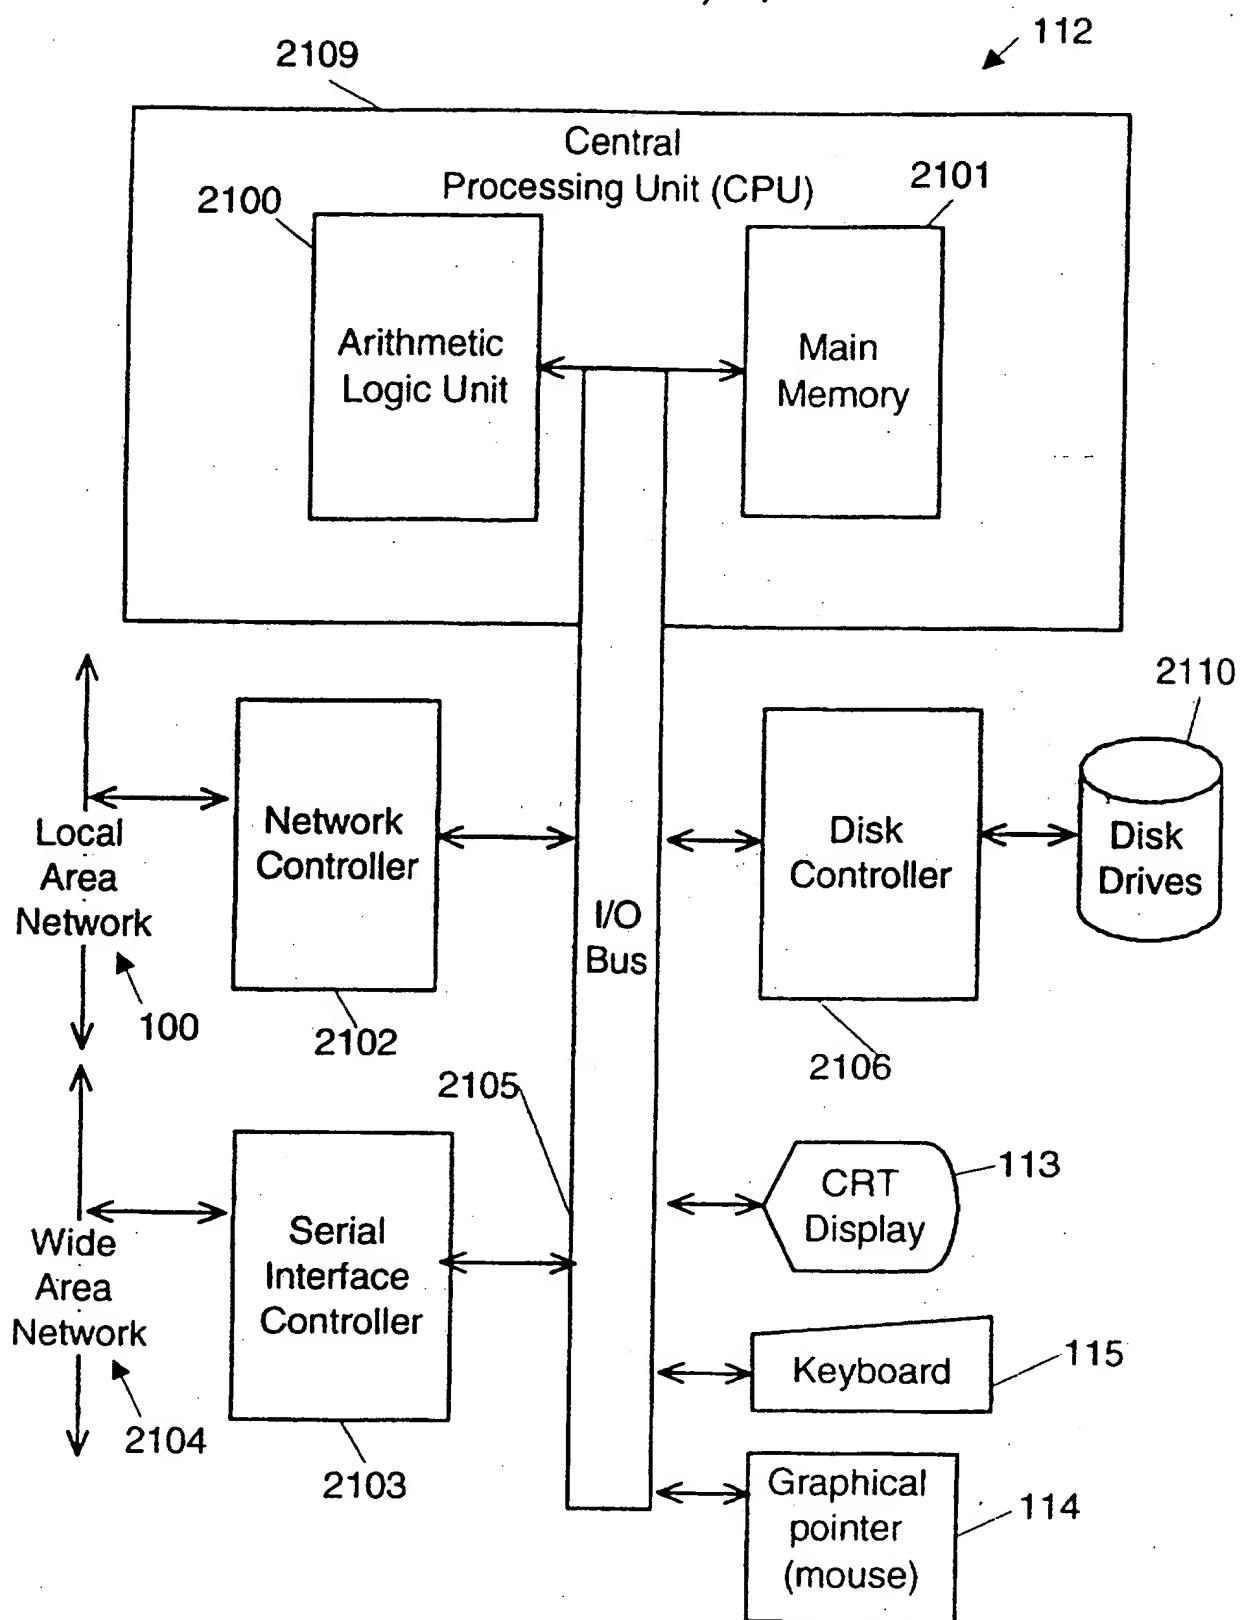 112
2109
Central
Processing Unit (CPU)
2100
2101
Arithmetic
Logic Unit
Main
Memory
2110
Network
Controller
Disk
Controller
Disk
Drives
Local
Area
Network
100
2102
I/O
Bus
2106
2105
113
CRT
Display
Serial
Interface
Controller
Wide
Area
Network
2104
2103
Keyboard
115
Graphical
pointer
(mouse)
114